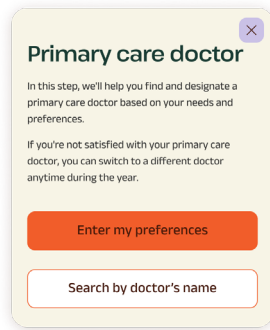 Primary care doctor
In this step, we'll help you find and designate a
primary care doctor based on your needs and
preferences.
If you're not satisfied with your primary care
doctor, you can switch to a different doctor
anytime during the year.
Enter my preferences
Search by doctor's name